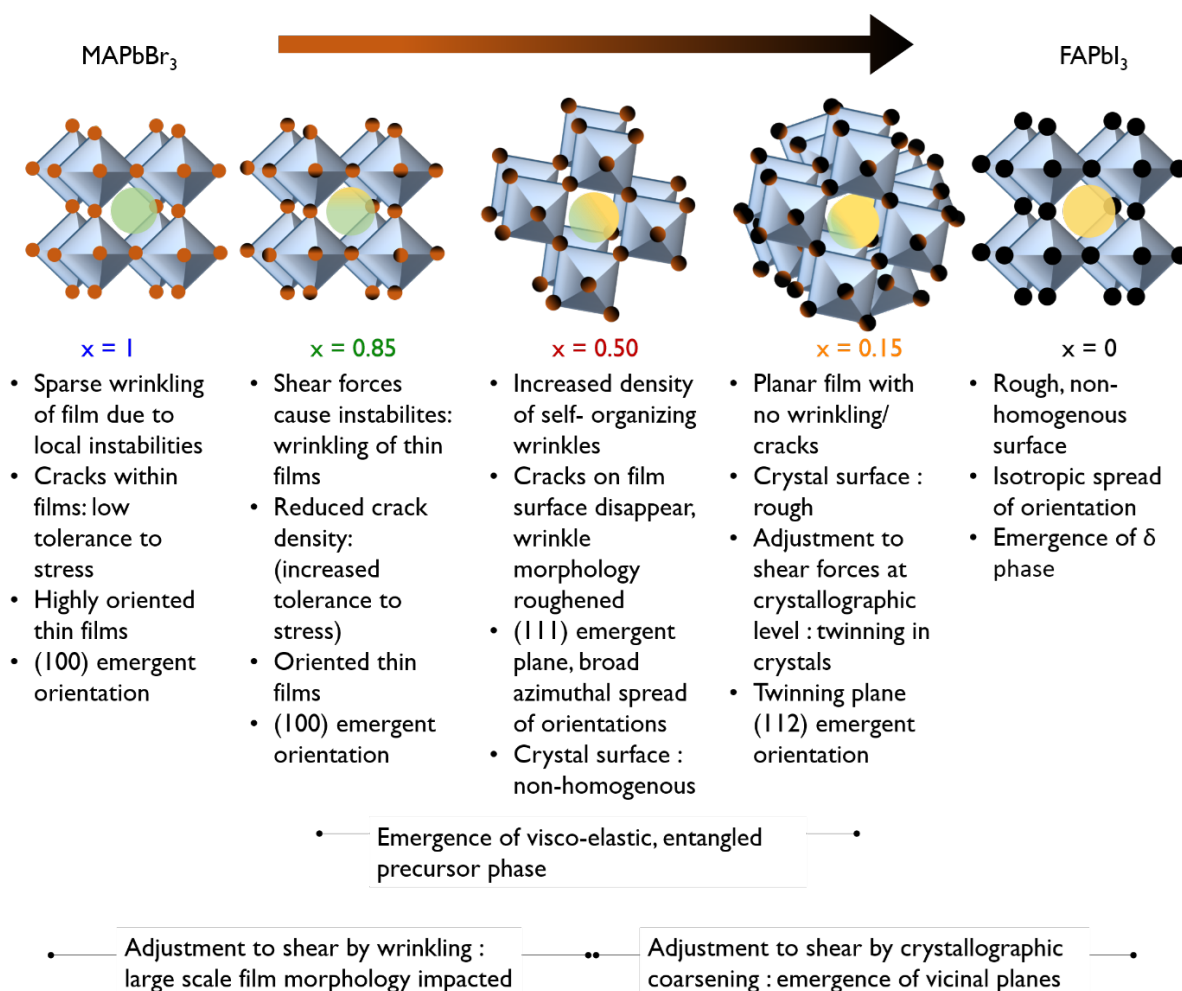 MAPbBr₃
FAPbI₃
x = 1
• Sparse wrinkling
of film due to
local instabilities
• Cracks within
films: low
tolerance to
stress
• Highly oriented
thin films
• (100) emergent
orientation
x = 0.85
• Shear forces
cause instabilites:
wrinkling of thin
films
• Reduced crack
density:
(increased
tolerance to
stress)
• Oriented thin
films
• (100) emergent
orientation
x = 0.50
• Increased density
of self- organizing
wrinkles
• Cracks on film
surface disappear,
wrinkle
morphology
roughened
• (111) emergent
plane, broad
azimuthal spread
of orientations
• Crystal surface :
non-homogenous
x = 0.15
• Planar film with
no wrinkling/
cracks
• Crystal surface :
rough
• Adjustment to
shear forces at
crystallographic
level : twinning in
crystals
• Twinning plane
(112) emergent
orientation
x = 0
• Rough, non-
homogenous
surface
• Isotropic spread
of orientation
• Emergence of δ
phase
Emergence of visco-elastic, entangled
precursor phase
Adjustment to shear by wrinkling :
large scale film morphology impacted
Adjustment to shear by crystallographic
coarsening : emergence of vicinal planes